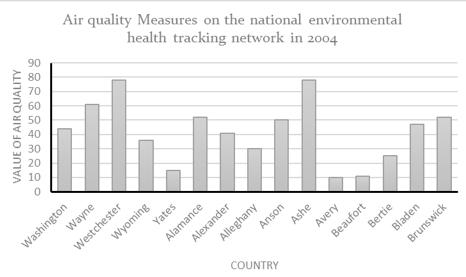 Air quality Measures on the national environmental
health tracking network in 2004
VALUE OF AIR QUALITY
90
80
70
60
50
40
30
20
10
0
Washington
Wayne
Westchester
Wyoming
Yates
Alamance
Alexander
Alleghany
Anson
Ashe
Avery
Beaufort
Bertie
Bladen
Brunswick
COUNTRY